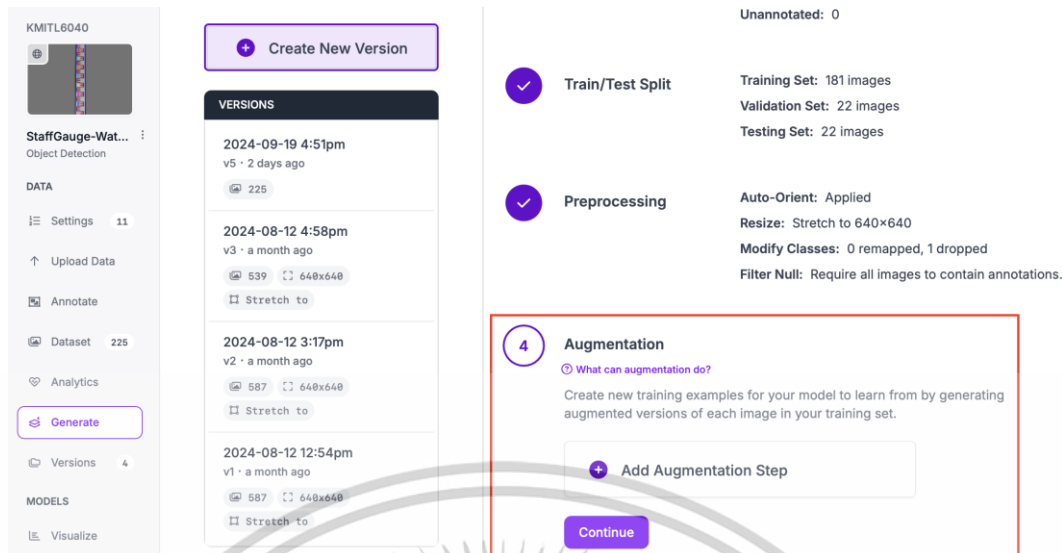 KMITL6040
StaffGauge-Wat...
Object Detection
DATA
Settings 11
Upload Data
Annotate
Dataset 225
Analytics
Generate
Versions 4
MODELS
Visualize
Create New Version
VERSIONS
2024-09-19 4:51pm
v5 · 2 days ago
225
2024-08-12 4:58pm
v3 · a month ago
539 640x640
Stretch to
2024-08-12 3:17pm
v2 · a month ago
587 640x640
Stretch to
2024-08-12 12:54pm
v1 · a month ago
587 640x640
Stretch to
Unannotated: 0
Train/Test Split
Training Set: 181 images
Validation Set: 22 images
Testing Set: 22 images
Preprocessing
Auto-Orient: Applied
Resize: Stretch to 640×640
Modify Classes: 0 remapped, 1 dropped
Filter Null: Require all images to contain annotations.
4 Augmentation
What can augmentation do?
Create new training examples for your model to learn from by generating
augmented versions of each image in your training set.
Add Augmentation Step
Continue